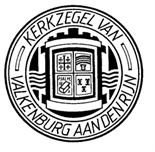 KERKZEGEL VAN
VALKENBURG AAN DEN RIJN